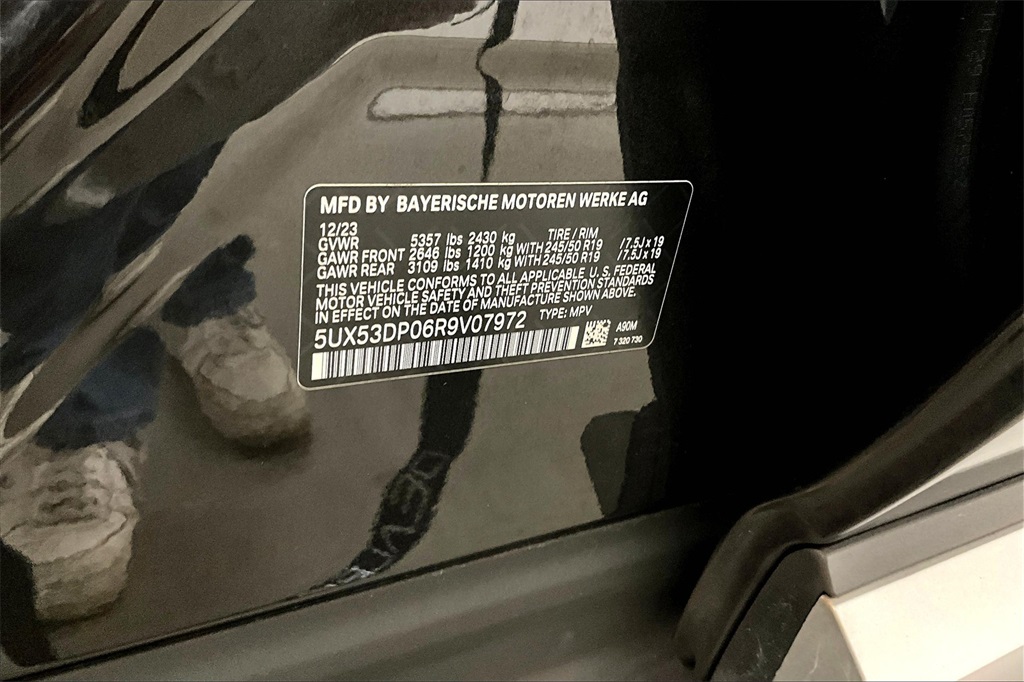 MFD BY BAYERISCHE MOTOREN WERKE AG
12/23 TIRE / RIM
GVWR 5357 lbs 2430 kg
GAWR FRONT 2646 lbs 1200 kg WITH 245/50 R19 /7.5J x 19
GAWR REAR 3109 lbs 1410 kg WITH 245/50 R19 /7.5J x 19
THIS VEHICLE CONFORMS TO ALL APPLICABLE U. S. FEDERAL
MOTOR VEHICLE SAFETY AND THEFT PREVENTION STANDARDS
IN EFFECT ON THE DATE OF MANUFACTURE SHOWN ABOVE.
5UX53DP06R9V07972 TYPE: MPV
A90M
7 320 730